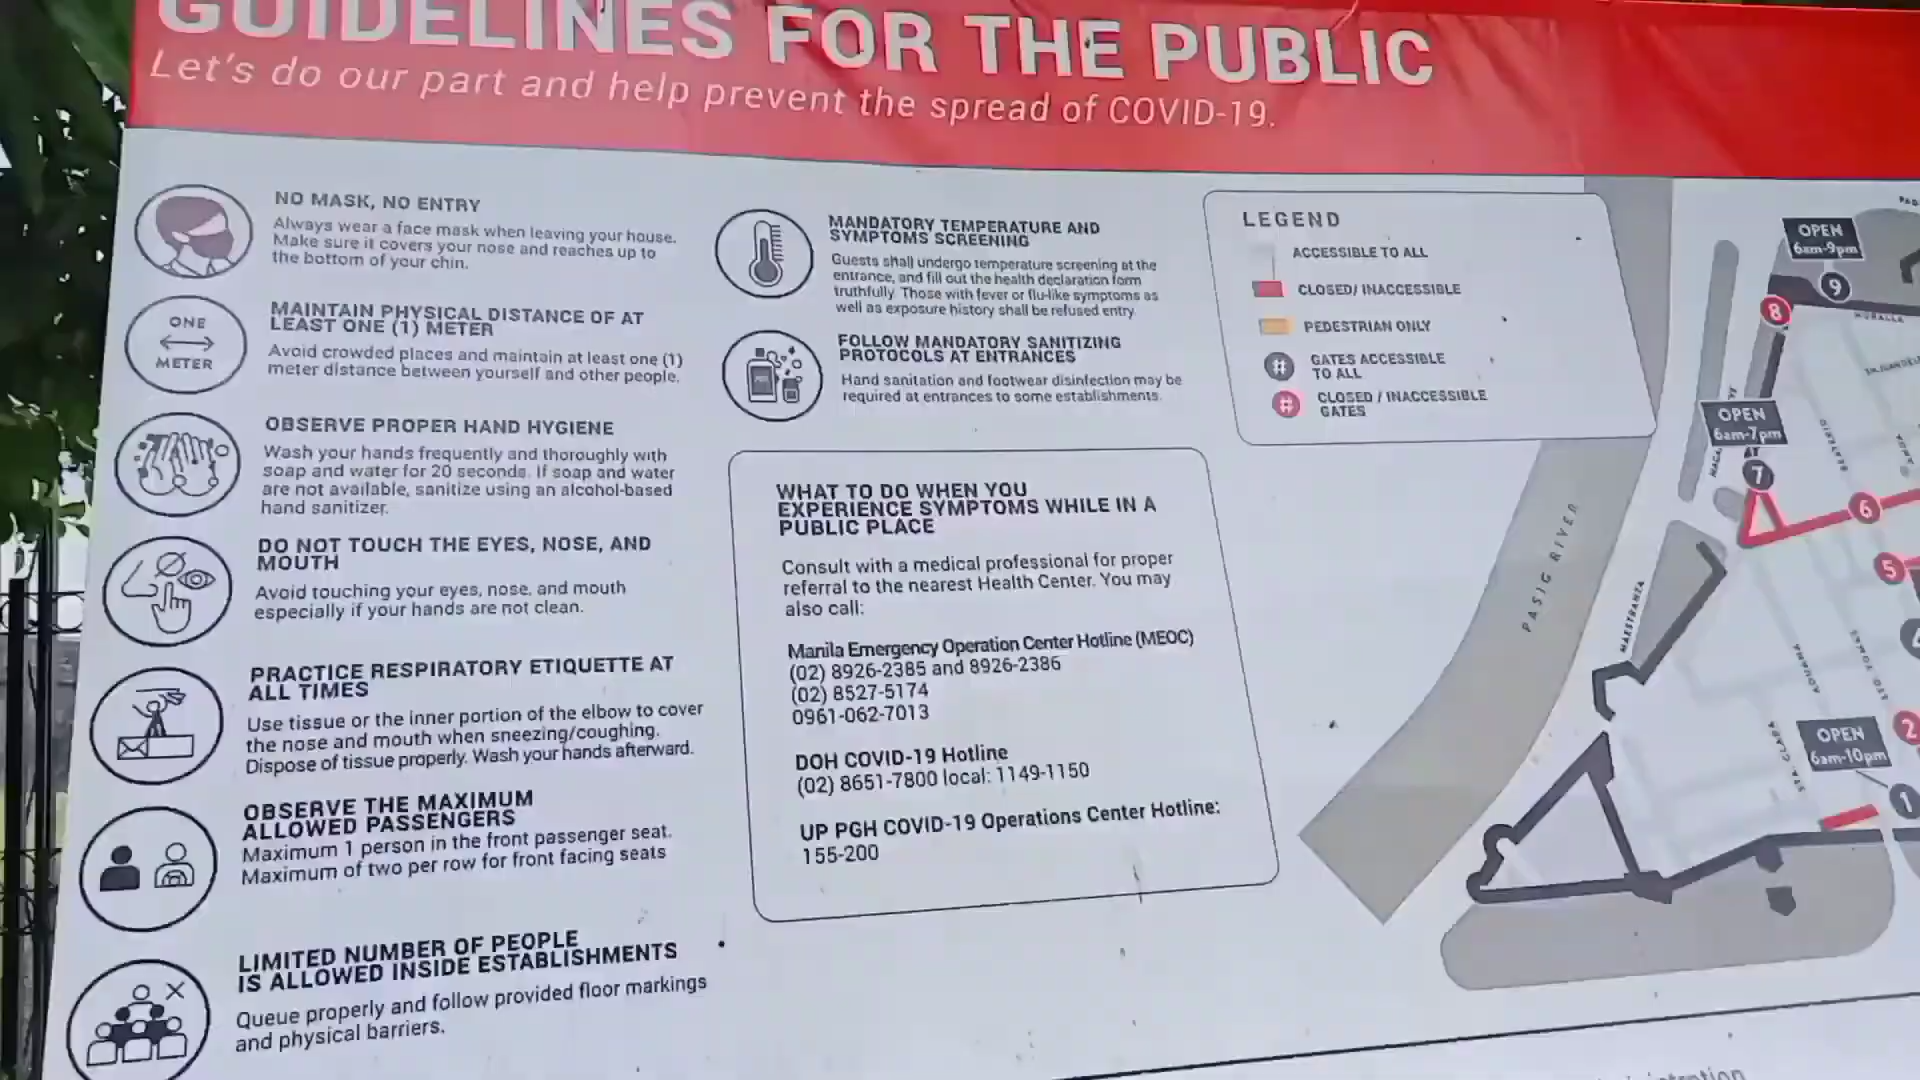 GUIDELINES FOR THE PUBLIC
Let's do our part and help prevent the spread of COVID-19.
NO MASK, NO ENTRY
Always wear a face mask when leaving your house.
Make sure it covers your nose and reaches up to
the bottom of your chin.
ONE
METER
MAINTAIN PHYSICAL DISTANCE OF AT
LEAST ONE (1) METER
Avoid crowded places and maintain at least one (1)
meter distance between yourself and other people.
OBSERVE PROPER HAND HYGIENE
Wash your hands frequently and thoroughly with
soap and water for 20 seconds. If soap and water
are not available, sanitize using an alcohol-based
hand sanitizer.
DO NOT TOUCH THE EYES, NOSE, AND
MOUTH
Avoid touching your eyes, nose, and mouth
especially if your hands are not clean.
PRACTICE RESPIRATORY ETIQUETTE AT
ALL TIMES
Use tissue or the inner portion of the elbow to cover
the nose and mouth when sneezing/coughing.
Dispose of tissue properly. Wash your hands afterward.
OBSERVE THE MAXIMUM
ALLOWED PASSENGERS
Maximum 1 person in the front passenger seat.
Maximum of two per row for front facing seats
LIMITED NUMBER OF PEOPLE
IS ALLOWED INSIDE ESTABLISHMENTS
Queue properly and follow provided floor markings
and physical barriers.
MANDATORY TEMPERATURE AND
SYMPTOMS SCREENING
Guests shall undergo temperature screening at the
entrance, and fill out the health declaration form
truthfully. Those with fever or flu-like symptoms as
well as exposure history shall be refused entry.
FOLLOW MANDATORY SANITIZING
PROTOCOLS AT ENTRANCES
Hand sanitation and footwear disinfection may be
required at entrances to some establishments.
WHAT TO DO WHEN YOU
EXPERIENCE SYMPTOMS WHILE IN A
PUBLIC PLACE
Consult with a medical professional for proper
referral to the nearest Health Center. You may
also call:
Manila Emergency Operation Center Hotline (MEOC)
(02) 8926-2385 and 8926-2386
(02) 8527-5174
0961-062-7013
DOH COVID-19 Hotline
(02) 8651-7800 local: 1149-1150
UP PGH COVID-19 Operations Center Hotline:
155-200
LEGEND
ACCESSIBLE TO ALL
CLOSED/ INACCESSIBLE
PEDESTRIAN ONLY
# GATES ACCESSIBLE
TO ALL
# CLOSED / INACCESSIBLE
GATES
OPEN
6am-9pm
9
8
MURALLA
OPEN
6am-7pm
7
6
5
BEATERIO
PASIG RIVER
MAESTRANZA
ADUANA
STO. TOMAS
STA. CLARA
2
OPEN
6am-10pm
1